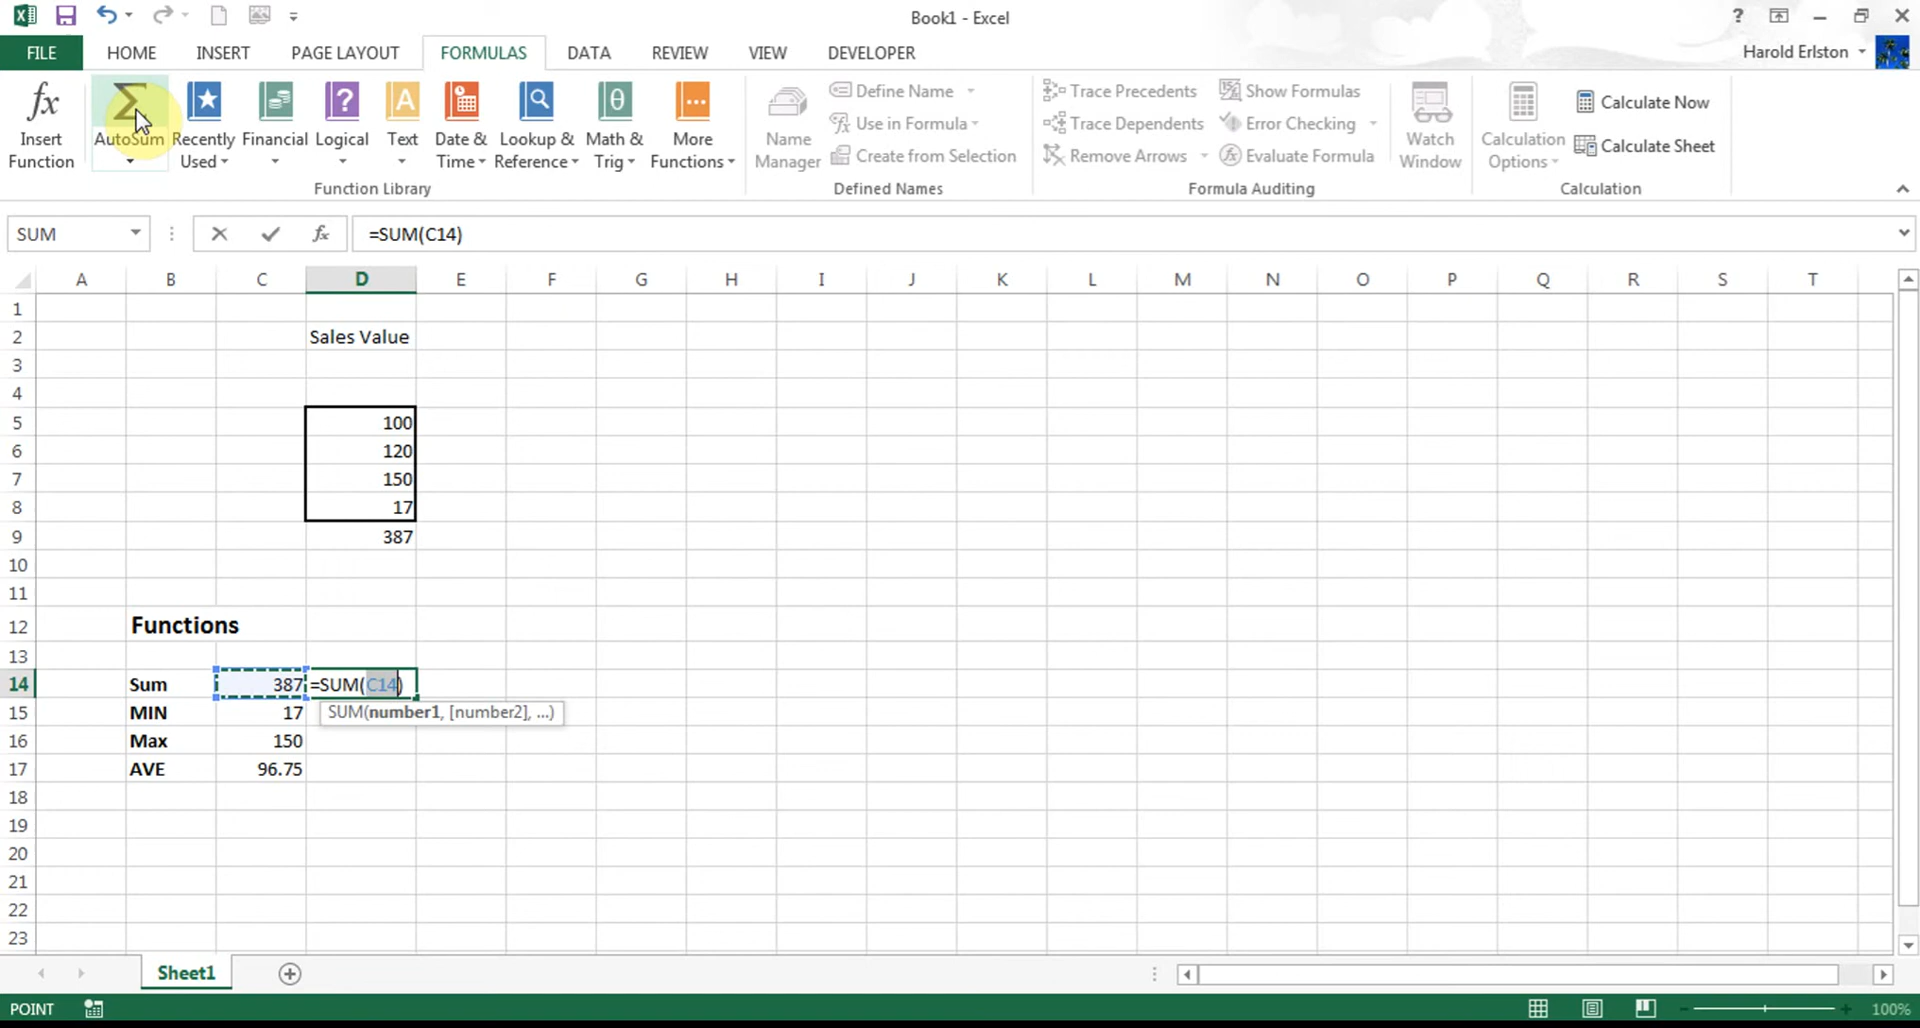 Book1 - Excel
?
FILE HOME INSERT PAGE LAYOUT FORMULAS DATA REVIEW VIEW DEVELOPER Harold Erlston
fx Σ ? A θ
Insert Function
AutoSum
Recently Used
Financial
Logical
Text
Date & Time
Lookup & Reference
Math & Trig
More Functions
Name Manager
Define Name
Use in Formula
Create from Selection
Trace Precedents
Trace Dependents
Remove Arrows
Show Formulas
Error Checking
Evaluate Formula
Watch Window
Calculation Options
Calculate Now
Calculate Sheet
Function Library Defined Names Formula Auditing Calculation
SUM fx =SUM(C14)
A B C D E F G H I J K L M N O P Q R S T
1
2 Sales Value
3
4
5 100
6 120
7 150
8 17
9 387
10
11
12 Functions
13
14 Sum 387 =SUM(C14)
15 MIN 17 SUM(number1, [number2], ...)
16 Max 150
17 AVE 96.75
18
19
20
21
22
23
Sheet1
POINT 100%